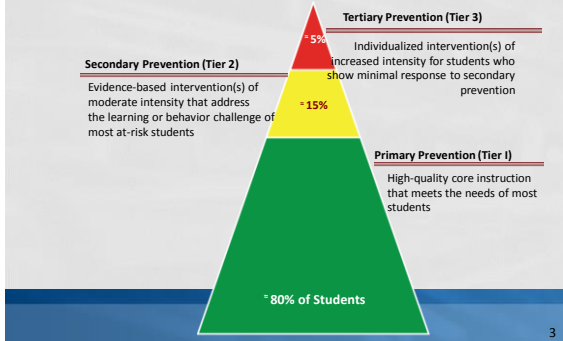 Tertiary Prevention (Tier 3)
≈ 5%
Individualized intervention(s) of
increased intensity for students who
show minimal response to secondary
prevention
Secondary Prevention (Tier 2)
Evidence-based intervention(s) of
moderate intensity that address
the learning or behavior challenge of
most at-risk students
≈ 15%
Primary Prevention (Tier I)
High-quality core instruction
that meets the needs of most
students
≈ 80% of Students
3